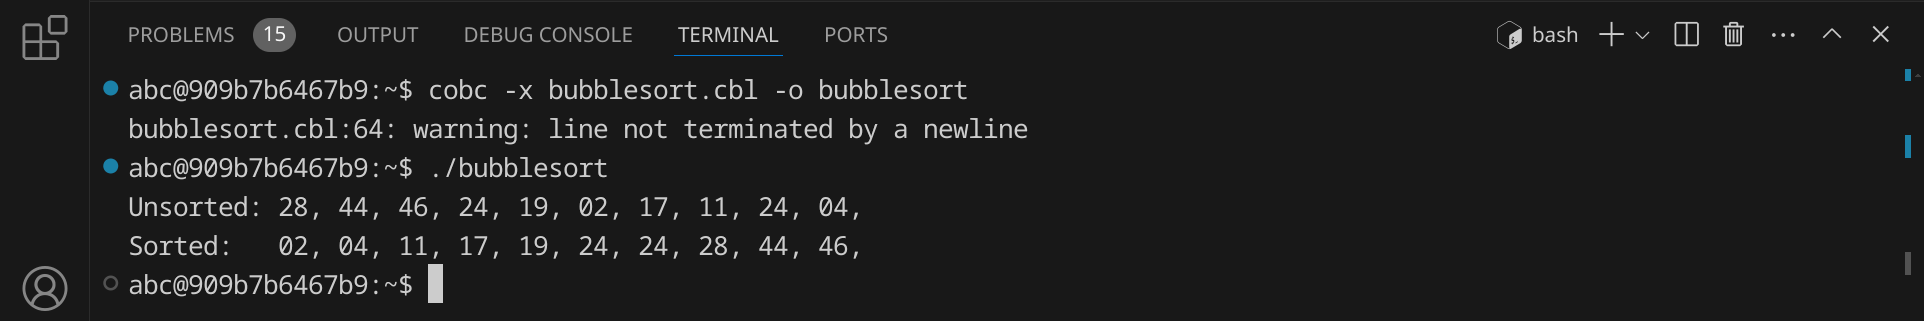 PROBLEMS 15 OUTPUT DEBUG CONSOLE TERMINAL PORTS bash
abc@909b7b6467b9:~$ cobc -x bubblesort.cbl -o bubblesort
bubblesort.cbl:64: warning: line not terminated by a newline
abc@909b7b6467b9:~$ ./bubblesort
Unsorted: 28, 44, 46, 24, 19, 02, 17, 11, 24, 04,
Sorted:   02, 04, 11, 17, 19, 24, 24, 28, 44, 46,
abc@909b7b6467b9:~$